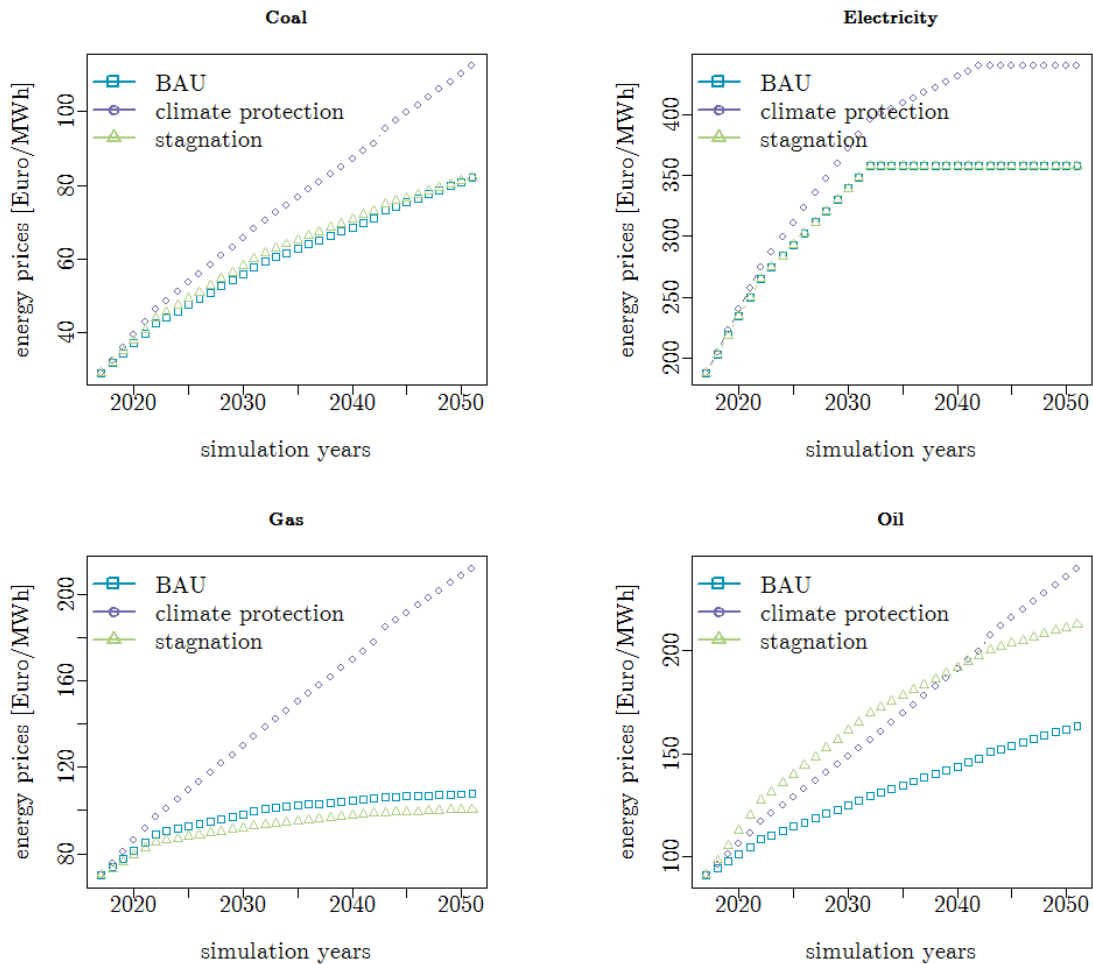 Coal
energy prices [Euro/MWh]
100
80
60
40
BAU
climate protection
stagnation
2020 2030 2040 2050
simulation years
Electricity
energy prices [Euro/MWh]
400
350
300
250
200
BAU
climate protection
stagnation
2020 2030 2040 2050
simulation years
Gas
energy prices [Euro/MWh]
200
160
120
80
BAU
climate protection
stagnation
2020 2030 2040 2050
simulation years
Oil
energy prices [Euro/MWh]
200
150
100
BAU
climate protection
stagnation
2020 2030 2040 2050
simulation years